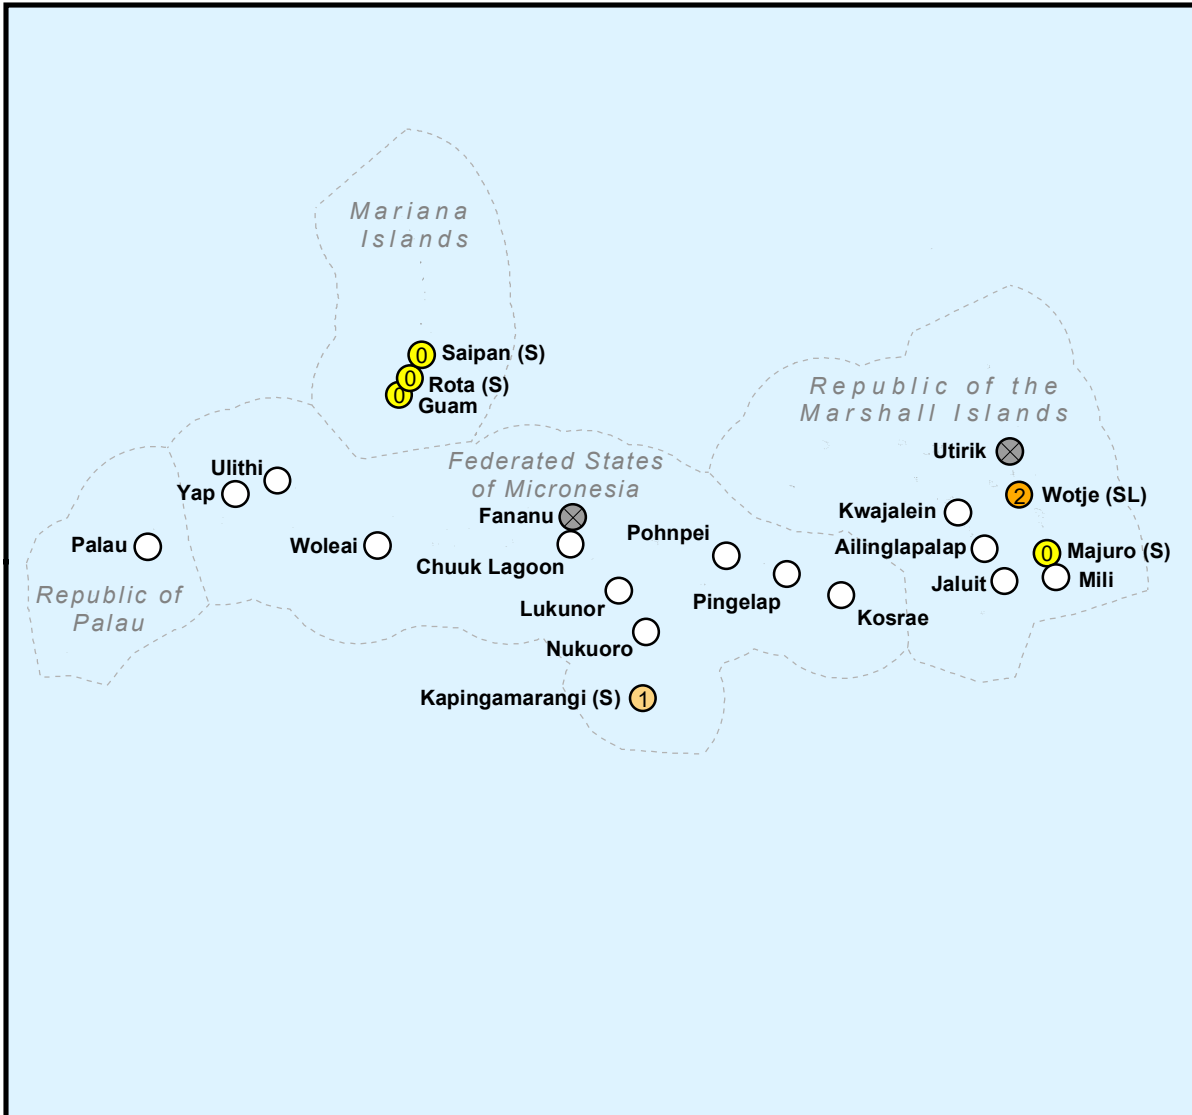 Mariana
Islands
0 Saipan (S)
0 Rota (S)
0 Guam
Republic of the
Marshall Islands
Utirik
Ulithi
Yap
Federated States
of Micronesia
2 Wotje (SL)
Fananu
Kwajalein
Pohnpei
Palau
Woleai
Chuuk Lagoon
Ailinglapalap
0 Majuro (S)
Jaluit
Mili
Republic of
Palau
Lukunor
Pingelap
Kosrae
Nukuoro
Kapingamarangi (S) 1